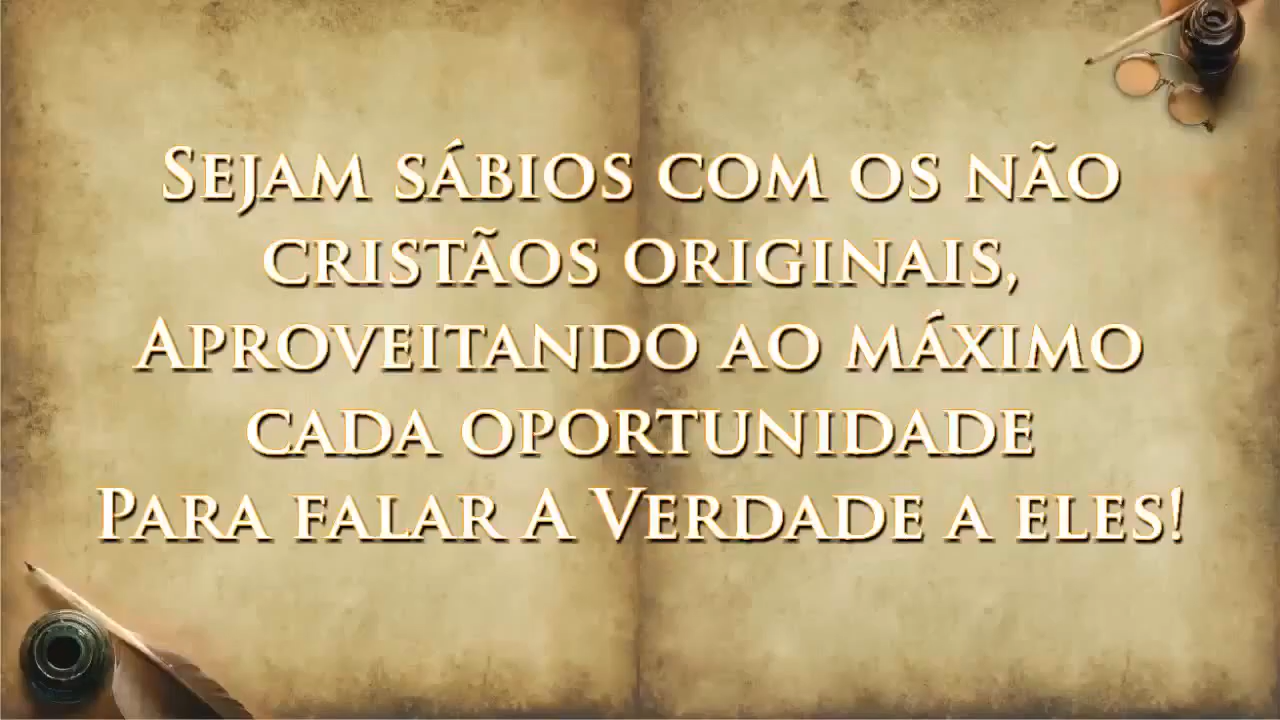 Sejam sábios com os não
cristãos originais,
Aproveitando ao máximo
cada oportunidade
Para falar A Verdade a eles!